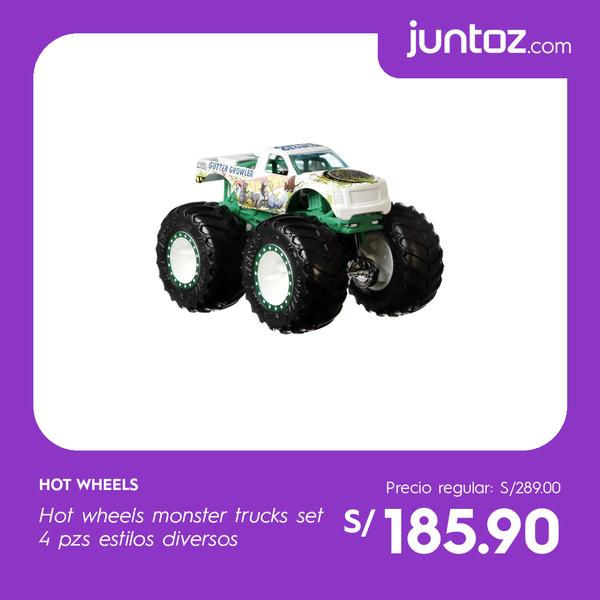 juntoz.com
GUTTER GROWLER
HOT WHEELS
Hot wheels monster trucks set
4 pzs estilos diversos
Precio regular: S/289.00
S/185.90